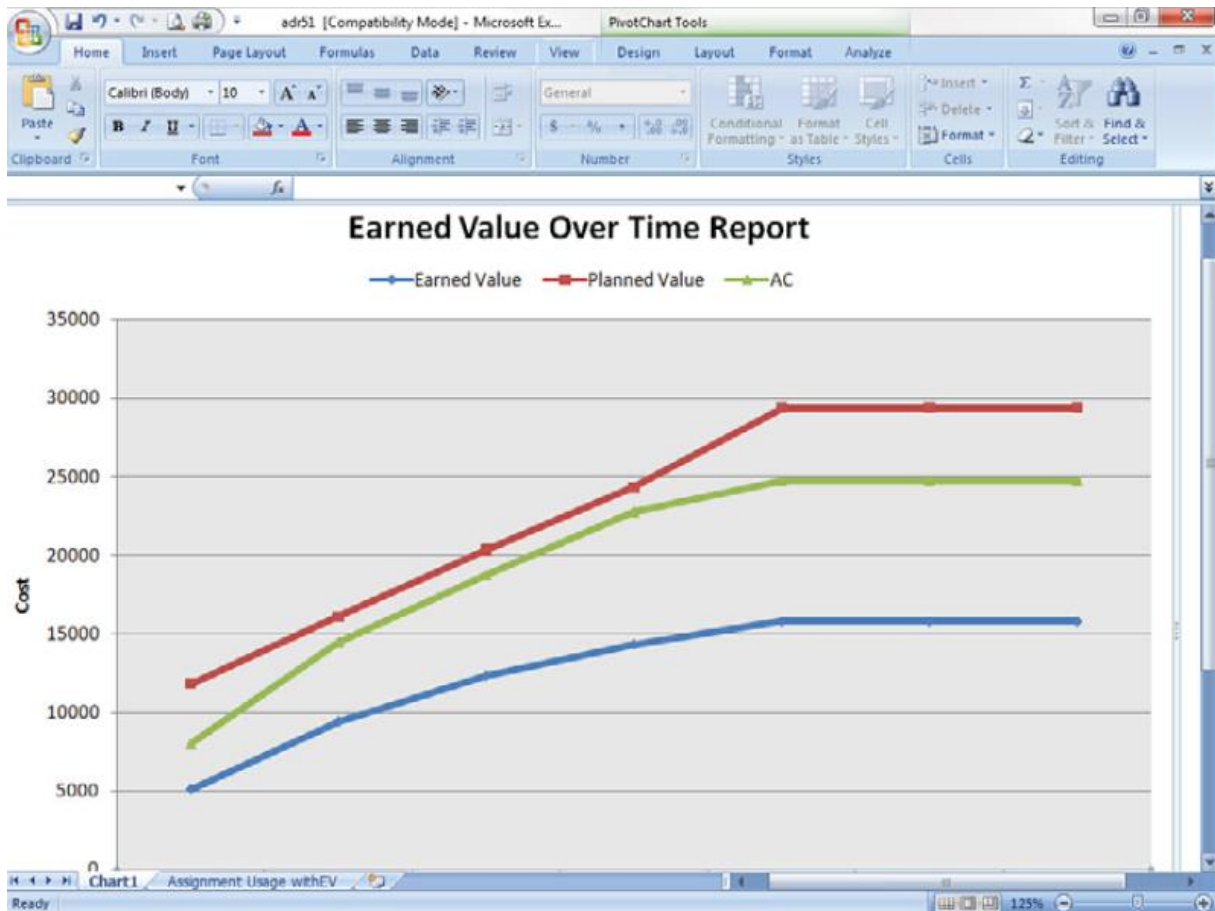 adr51 [Compatibility Mode] - Microsoft Ex... PivotChart Tools
Home Insert Page Layout Formulas Data Review View Design Layout Format Analyze
Calibri (Body) 10 A A General Insert Σ
Paste B I U A $ % , Conditional Formatting Format as Table Cell Styles Delete Sort & Filter Find & Select
Format
Clipboard Font Alignment Number Styles Cells Editing
fx
Earned Value Over Time Report
Earned Value Planned Value AC
35000
30000
25000
20000
15000
10000
5000
0
Cost
Chart1 Assignment Usage withEV
Ready 125%